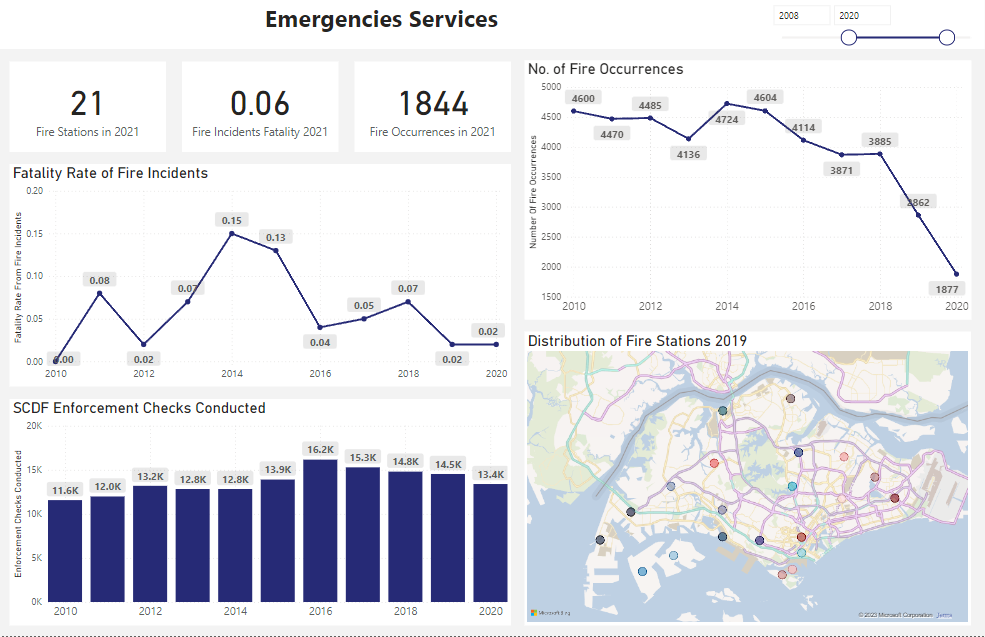 Emergencies Services
2008
2020
21
Fire Stations in 2021
0.06
Fire Incidents Fatality 2021
1844
Fire Occurrences in 2021
Fatality Rate of Fire Incidents
Fatality Rate From Fire Incidents
0.20
0.15
0.10
0.05
0.00
0.00
0.08
0.02
0.07
0.15
0.13
0.04
0.05
0.07
0.02
0.02
2010
2012
2014
2016
2018
2020
SCDF Enforcement Checks Conducted
Enforcement Checks Conducted
20K
15K
10K
5K
0K
11.6K
12.0K
13.2K
12.8K
12.8K
13.9K
16.2K
15.3K
14.8K
14.5K
13.4K
2010
2012
2014
2016
2018
2020
No. of Fire Occurrences
Number Of Fire Occurrences
5000
4500
4000
3500
3000
2500
2000
1500
4600
4470
4485
4136
4724
4604
4114
3871
3885
2862
1877
2010
2012
2014
2016
2018
2020
Distribution of Fire Stations 2019
Microsoft Bing
© 2023 Microsoft Corporation Terms